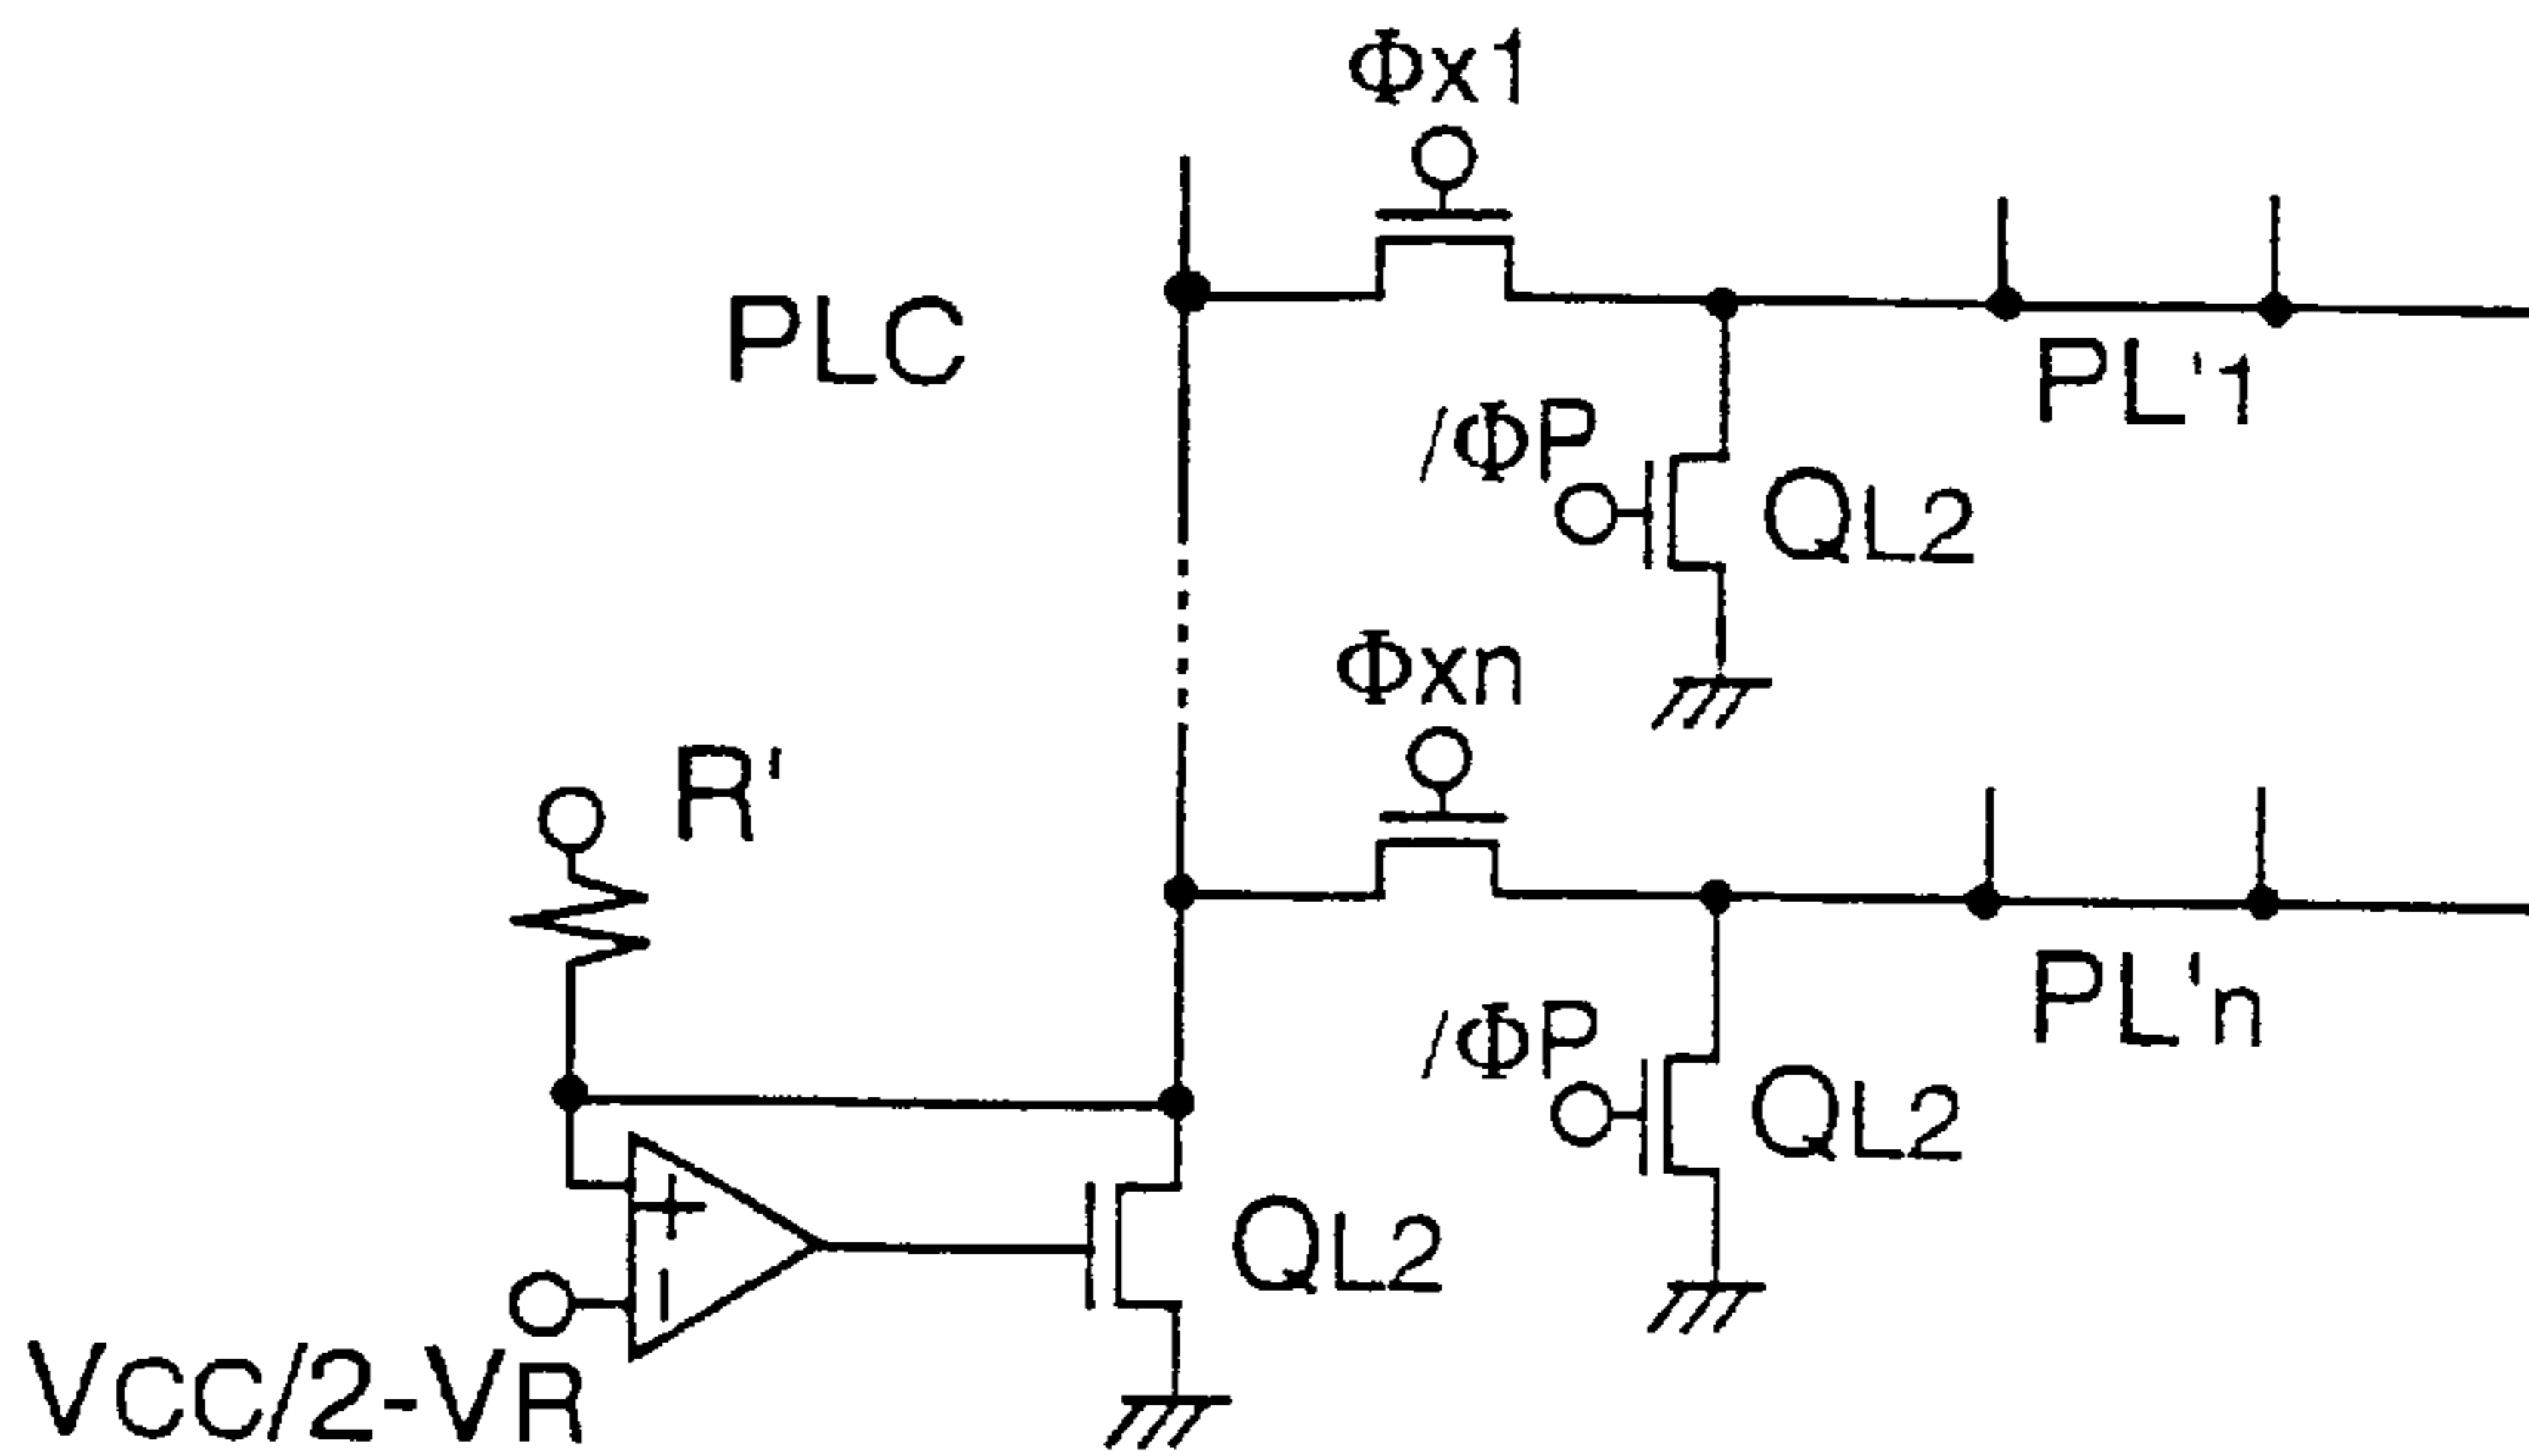 Φx1
PLC
PL'1
/ΦP
QL2
Φxn
R'
PL'n
/ΦP
QL2
+
QL2
-
VCC/2-VR